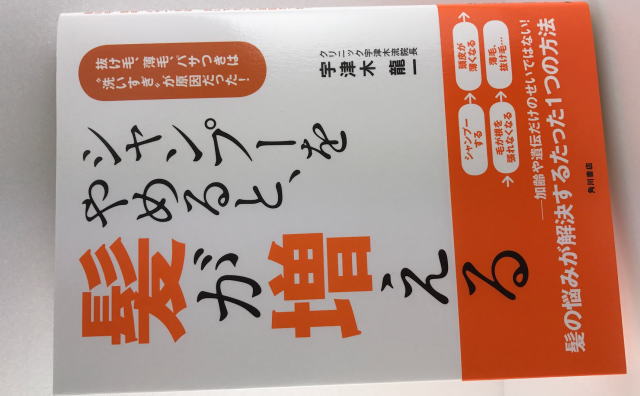 抜け毛、薄毛、パサつきは
“洗いすぎ”が原因だった!
クリニック宇津木流院長
宇津木 龍一
シャンプーを
やめると、
髪が増える
シャンプーする
毛が根を張れなくなる
頭皮が薄くなる
薄毛、抜け毛…
──加齢や遺伝だけのせいではない!
髪の悩みが解決するたった1つの方法
角川書店